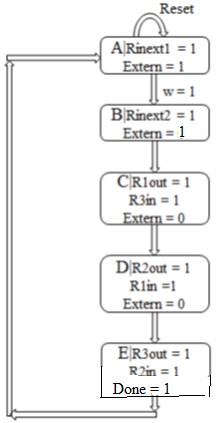 Reset
A|Rinext1 = 1
Extern = 1
w = 1
B|Rinext2 = 1
Extern = 1
C|R1out = 1
R3in = 1
Extern = 0
D|R2out = 1
R1in =1
Extern = 0
E|R3out = 1
R2in = 1
Done = 1